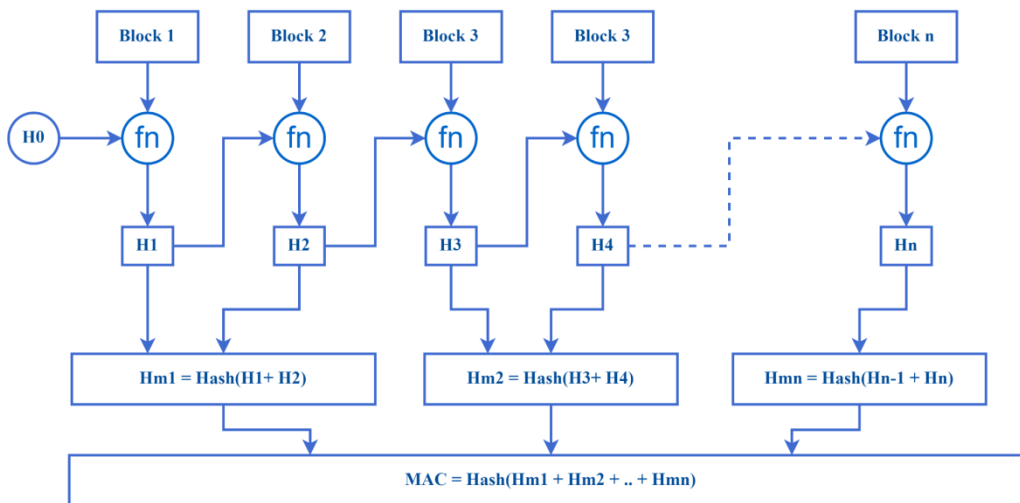 Block 1
Block 2
Block 3
Block 3
Block n
H0
fn
fn
fn
fn
fn
H1
H2
H3
H4
Hn
Hm1 = Hash(H1+ H2)
Hm2 = Hash(H3+ H4)
Hmn = Hash(Hn-1 + Hn)
MAC = Hash(Hm1 + Hm2 + .. + Hmn)